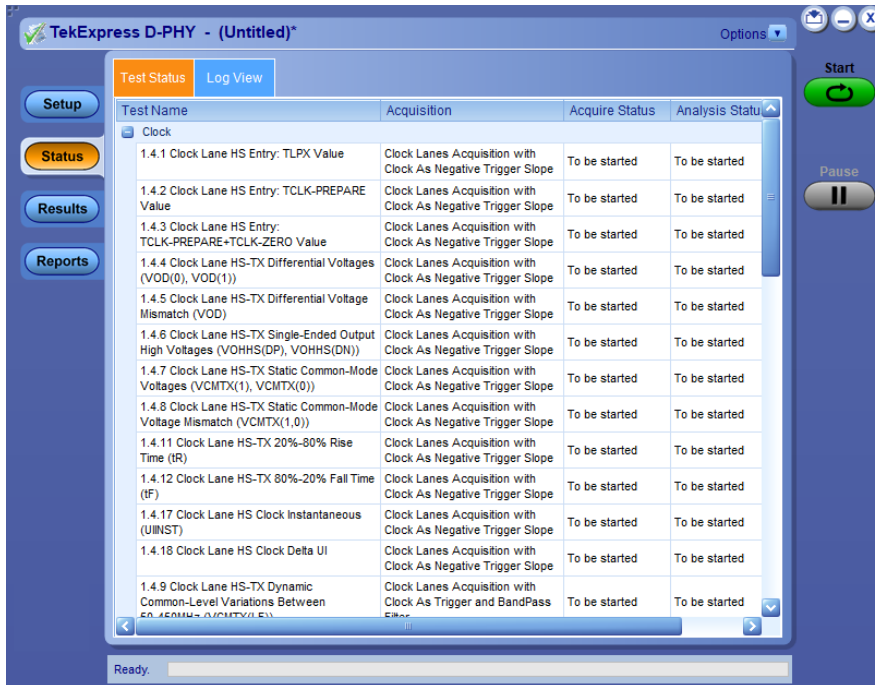 TekExpress D-PHY - (Untitled)*
Options
Start
Pause
Setup
Status
Results
Reports
Test Status
Log View
Test Name
Acquisition
Acquire Status
Analysis Statu
Clock
1.4.1 Clock Lane HS Entry: TLPX Value
Clock Lanes Acquisition with
Clock As Negative Trigger Slope
To be started
To be started
1.4.2 Clock Lane HS Entry: TCLK-PREPARE
Value
Clock Lanes Acquisition with
Clock As Negative Trigger Slope
To be started
To be started
1.4.3 Clock Lane HS Entry:
TCLK-PREPARE+TCLK-ZERO Value
Clock Lanes Acquisition with
Clock As Negative Trigger Slope
To be started
To be started
1.4.4 Clock Lane HS-TX Differential Voltages
(VOD(0), VOD(1))
Clock Lanes Acquisition with
Clock As Negative Trigger Slope
To be started
To be started
1.4.5 Clock Lane HS-TX Differential Voltage
Mismatch (VOD)
Clock Lanes Acquisition with
Clock As Negative Trigger Slope
To be started
To be started
1.4.6 Clock Lane HS-TX Single-Ended Output
High Voltages (VOHHS(DP), VOHHS(DN))
Clock Lanes Acquisition with
Clock As Negative Trigger Slope
To be started
To be started
1.4.7 Clock Lane HS-TX Static Common-Mode
Voltages (VCMTX(1), VCMTX(0))
Clock Lanes Acquisition with
Clock As Negative Trigger Slope
To be started
To be started
1.4.8 Clock Lane HS-TX Static Common-Mode
Voltage Mismatch (VCMTX(1,0))
Clock Lanes Acquisition with
Clock As Negative Trigger Slope
To be started
To be started
1.4.11 Clock Lane HS-TX 20%-80% Rise
Time (tR)
Clock Lanes Acquisition with
Clock As Negative Trigger Slope
To be started
To be started
1.4.12 Clock Lane HS-TX 80%-20% Fall Time
(tF)
Clock Lanes Acquisition with
Clock As Negative Trigger Slope
To be started
To be started
1.4.17 Clock Lane HS Clock Instantaneous
(UIINST)
Clock Lanes Acquisition with
Clock As Negative Trigger Slope
To be started
To be started
1.4.18 Clock Lane HS Clock Delta UI
Clock Lanes Acquisition with
Clock As Negative Trigger Slope
To be started
To be started
1.4.9 Clock Lane HS-TX Dynamic
Common-Level Variations Between
50-450MHz (VCMTX(LF))
Clock Lanes Acquisition with
Clock As Trigger and BandPass
Filter
To be started
To be started
Ready.